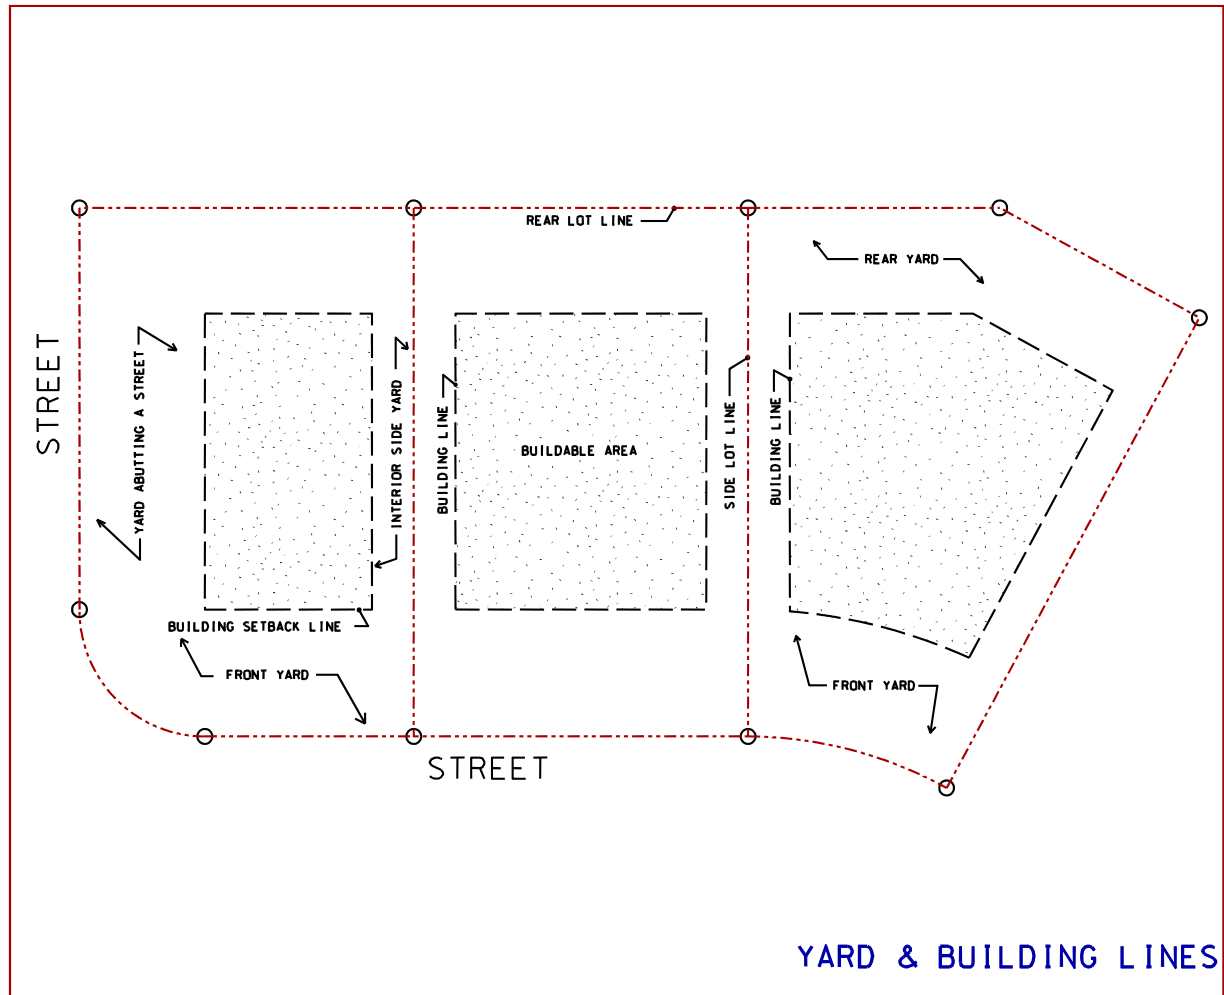 REAR LOT LINE
REAR YARD
STREET
YARD ABUTTING A STREET
INTERIOR SIDE YARD
BUILDING LINE
BUILDABLE AREA
SIDE LOT LINE
BUILDING LINE
BUILDING SETBACK LINE
FRONT YARD
FRONT YARD
STREET
YARD & BUILDING LINES